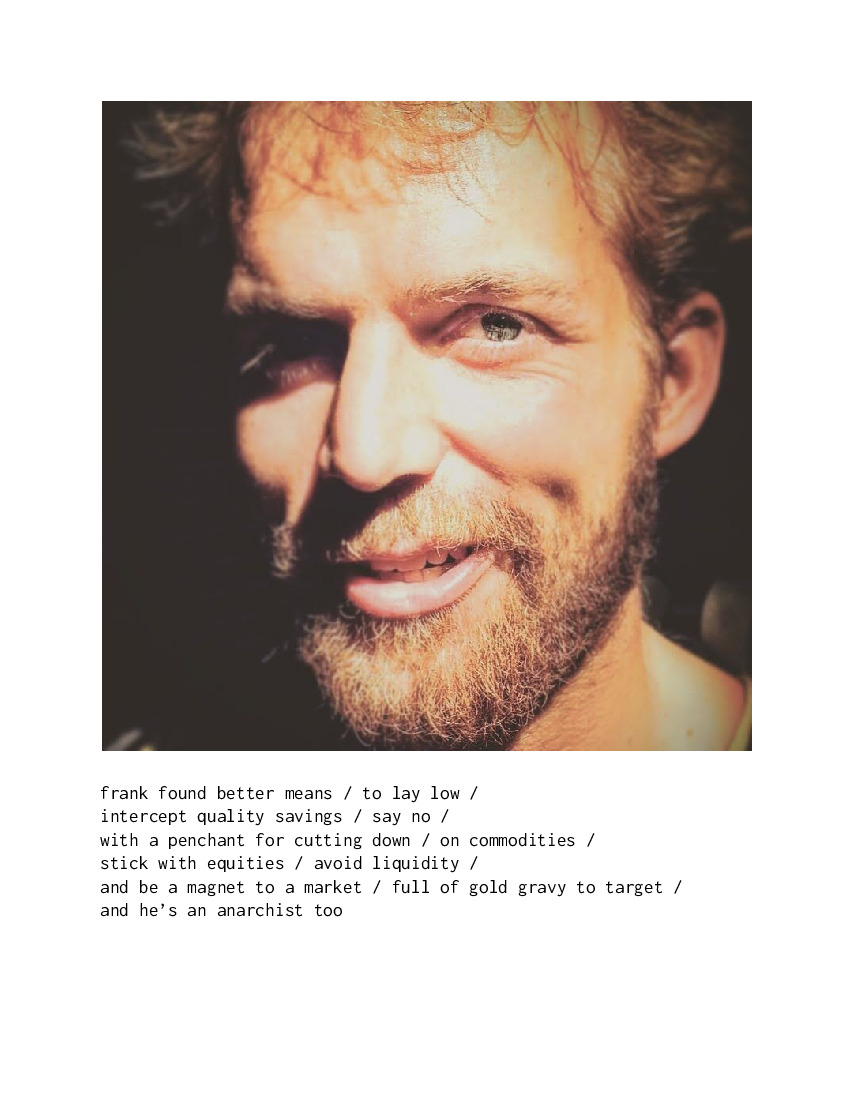 frank found better means / to lay low /
intercept quality savings / say no /
with a penchant for cutting down / on commodities /
stick with equities / avoid liquidity /
and be a magnet to a market / full of gold gravy to target /
and he’s an anarchist too